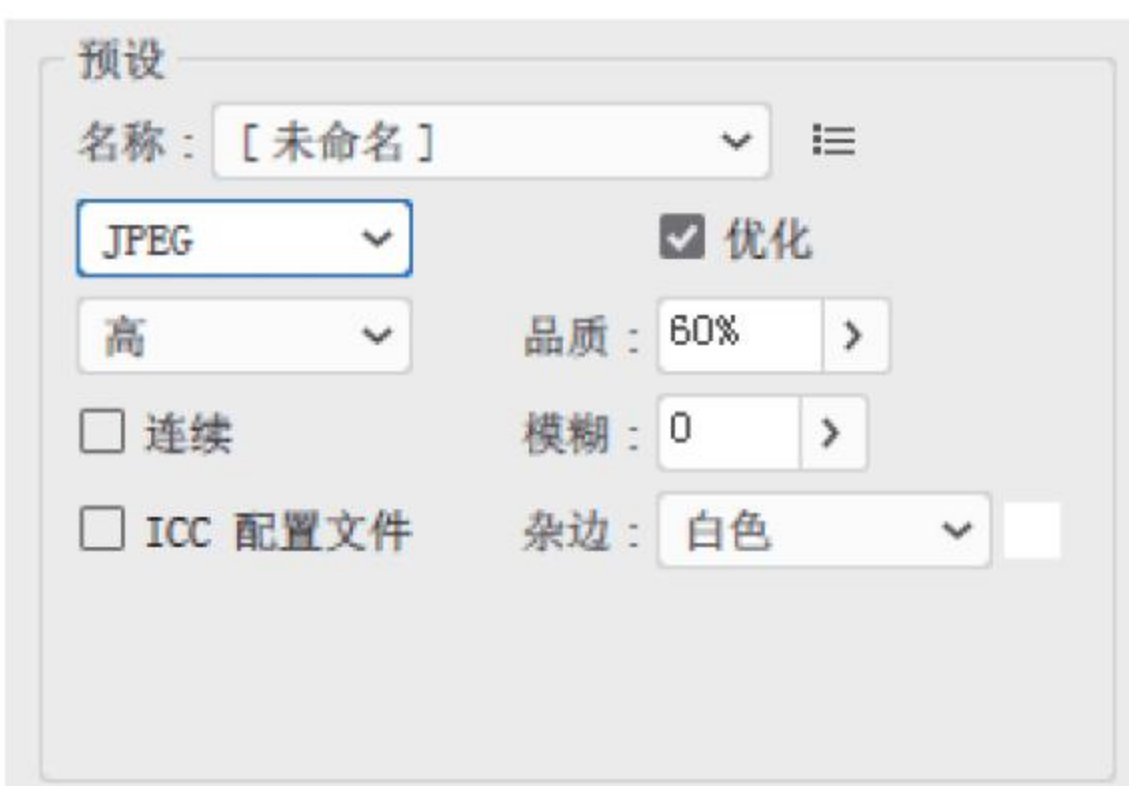 预设
名称： [ 未命名 ]
JPEG 优化
高 品质： 60%
连续 模糊： 0
ICC 配置文件 杂边： 白色